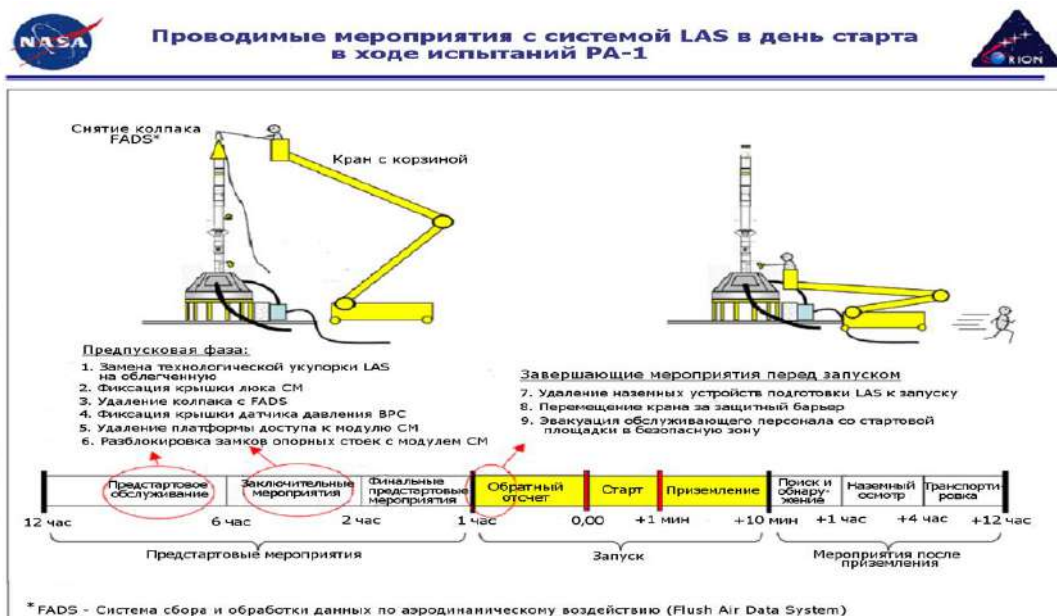 NASA
Проводимые мероприятия с системой LAS в день старта
в ходе испытаний PA-1
ORION
Снятие колпака
FADS*
Кран с корзиной
Предпусковая фаза:
1. Замена технологической укупорки LAS
на облегченную
2. Фиксация крышки люка СМ
3. Удаление колпака с FADS
4. Фиксация крышки датчика давления ВРС
5. Удаление платформы доступа к модулю СМ
6. Разблокировка замков опорных стоек с модулем СМ
Завершающие мероприятия перед запуском
7. Удаление наземных устройств подготовки LAS к запуску
8. Перемещение крана за защитный барьер
9. Эвакуация обслуживающего персонала со стартовой
площадки в безопасную зону
Предстартовое
обслуживание
Заключительные
мероприятия
Финальные
предстартовые
мероприятия
Обратный
отсчет
Старт
Приземление
Поиск и
обнару-
жение
Наземный
осмотр
Транспорти-
ровка
12 час 6 час 2 час 1 час 0,00 +1 мин +10 мин +1 час +4 час +12 час
Предстартовые мероприятия
Запуск
Мероприятия после
приземления
* FADS - Система сбора и обработки данных по аэродинамическому воздействию (Flush Air Data System)